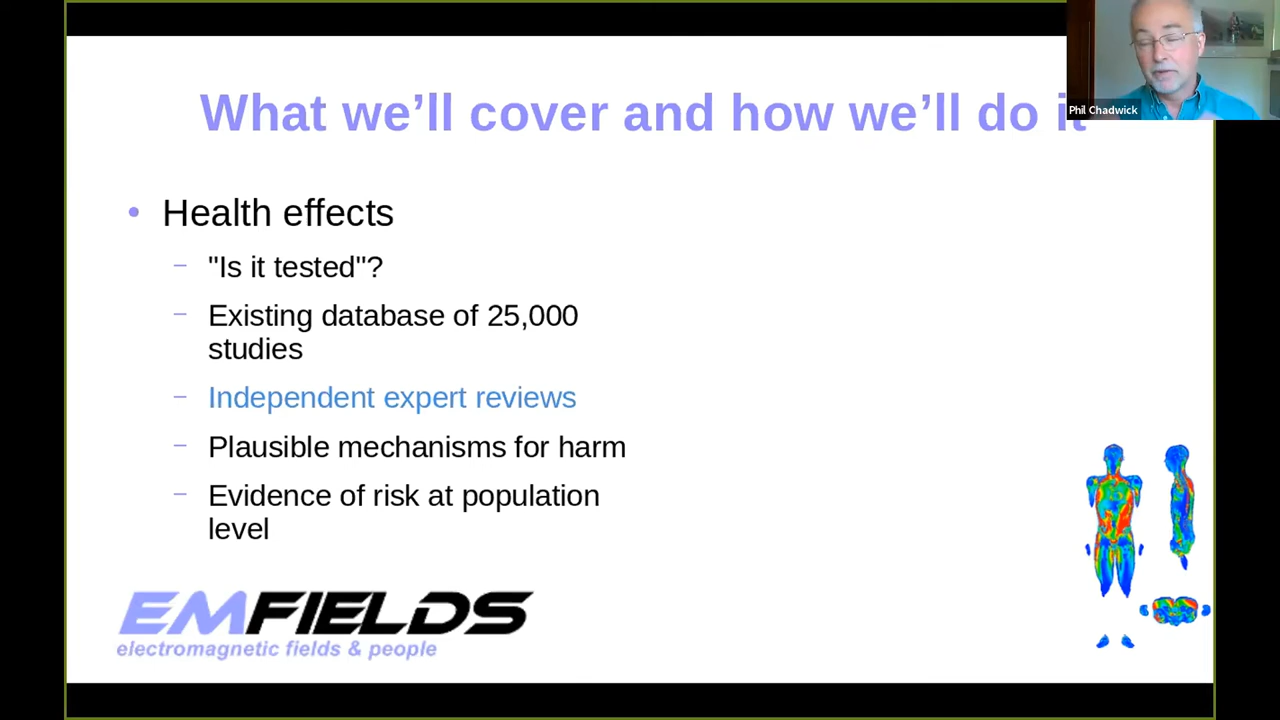 What we’ll cover and how we’ll do it
Phil Chadwick
• Health effects
– "Is it tested"?
– Existing database of 25,000
studies
– Independent expert reviews
– Plausible mechanisms for harm
– Evidence of risk at population
level
EMFIELDS
electromagnetic fields & people